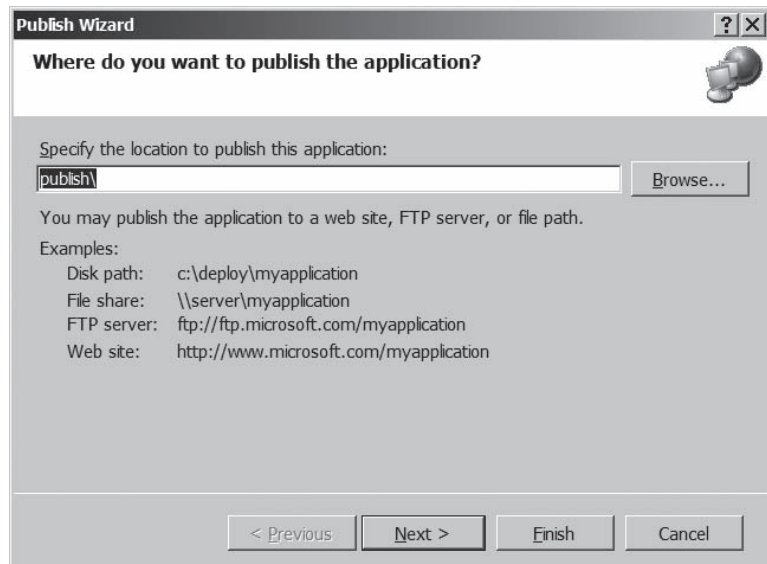 Publish Wizard
? X
Where do you want to publish the application?
Specify the location to publish this application:
publish\
Browse...
You may publish the application to a web site, FTP server, or file path.
Examples:
Disk path: c:\deploy\myapplication
File share: \\server\myapplication
FTP server: ftp://ftp.microsoft.com/myapplication
Web site: http://www.microsoft.com/myapplication
< Previous Next > Finish Cancel